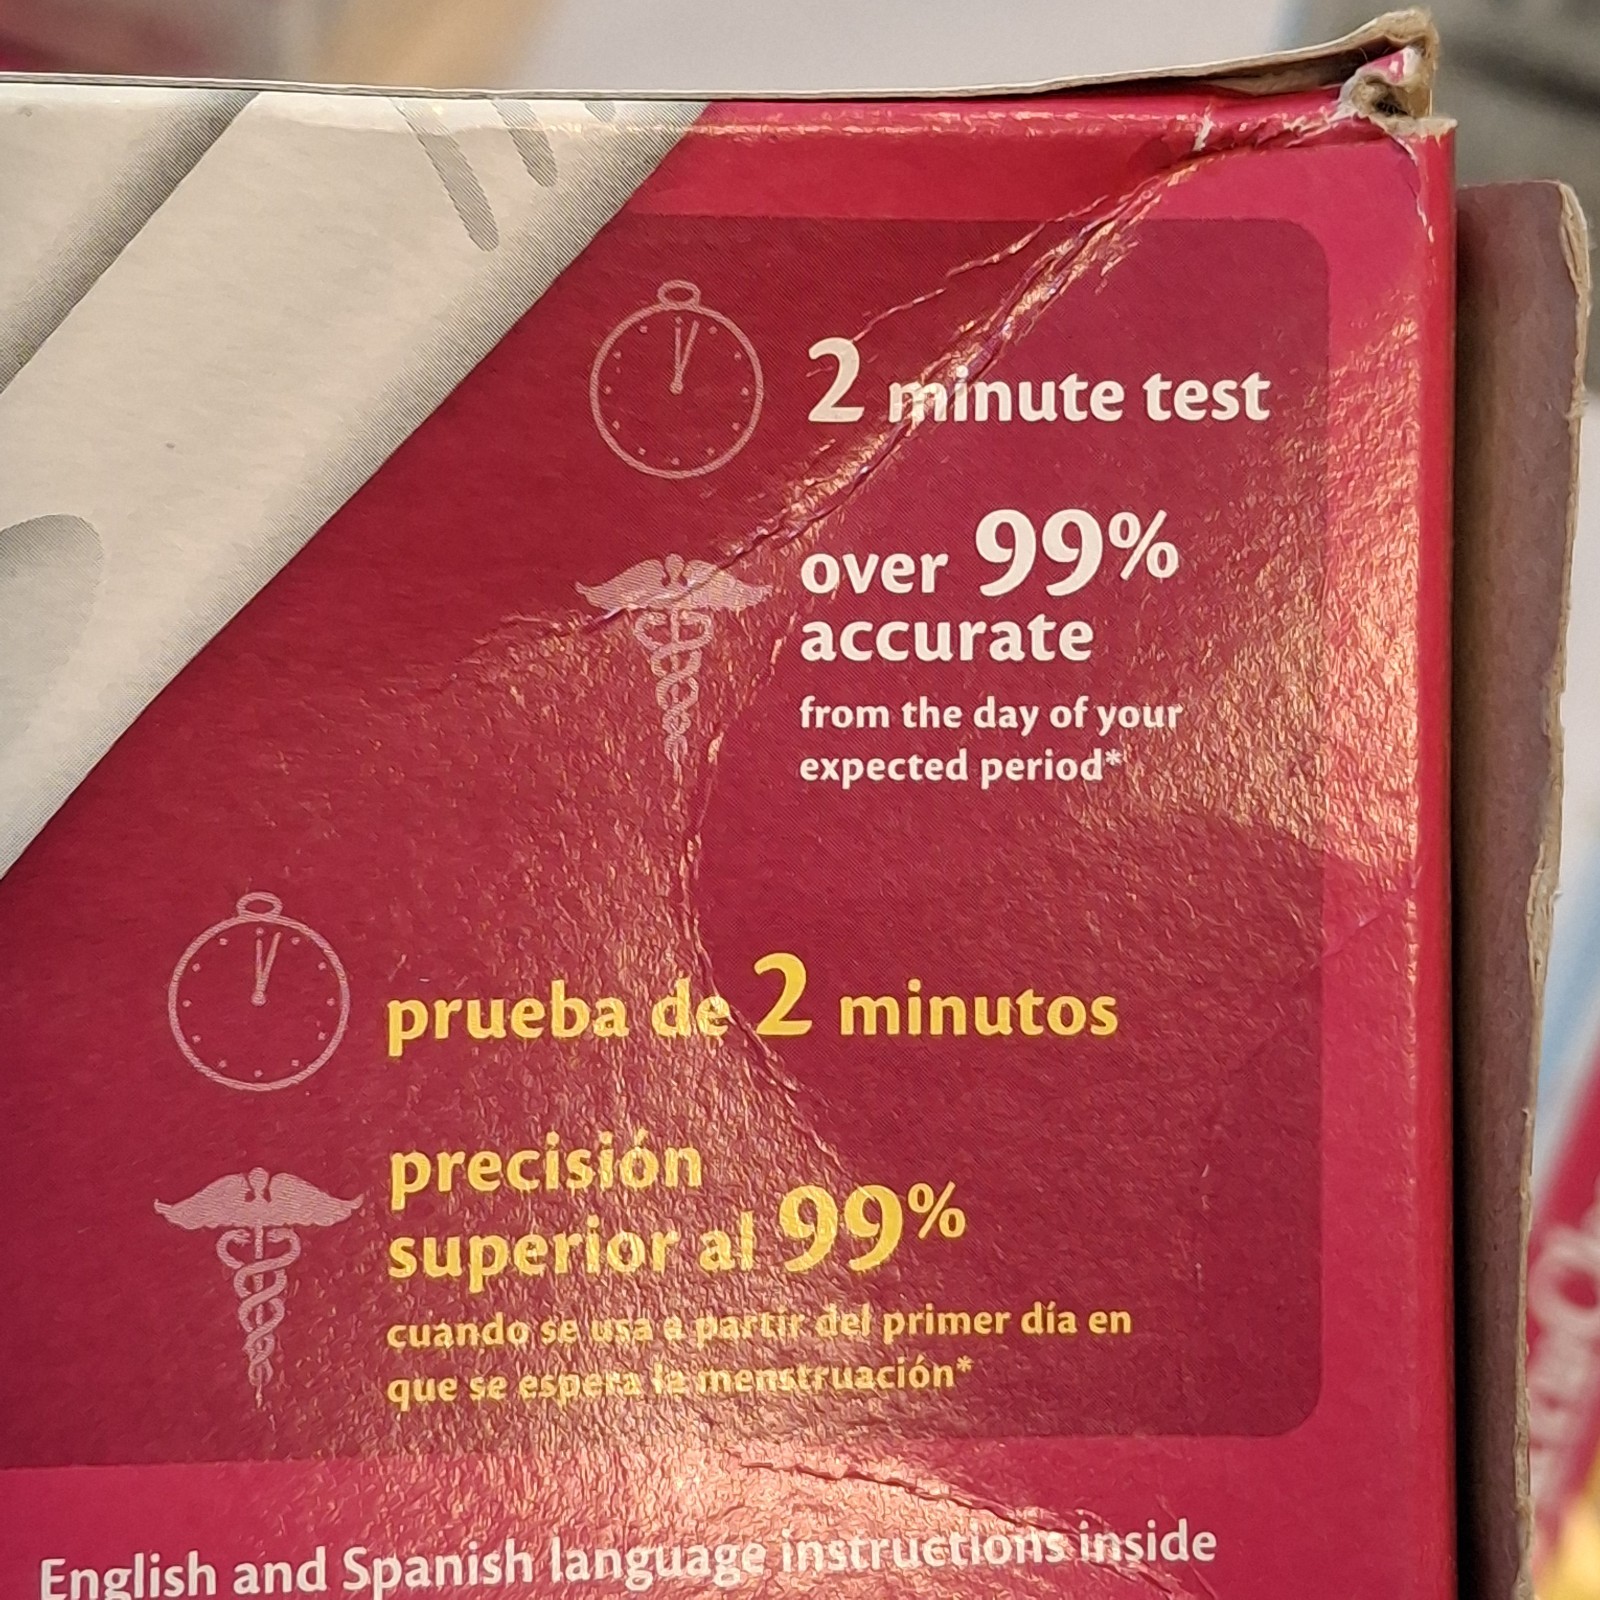 2 minute test
over 99%
accurate
from the day of your
expected period*
prueba de 2 minutos
precisión
superior al 99%
cuando se usa a partir del primer día en
que se espera la menstruación*
English and Spanish language instructions inside